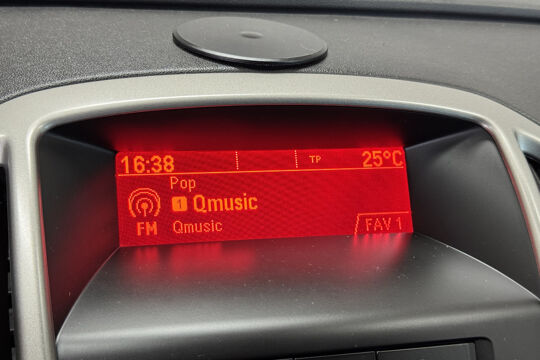 16:38 TP 25°C
Pop
1 Qmusic
FM Qmusic FAV 1